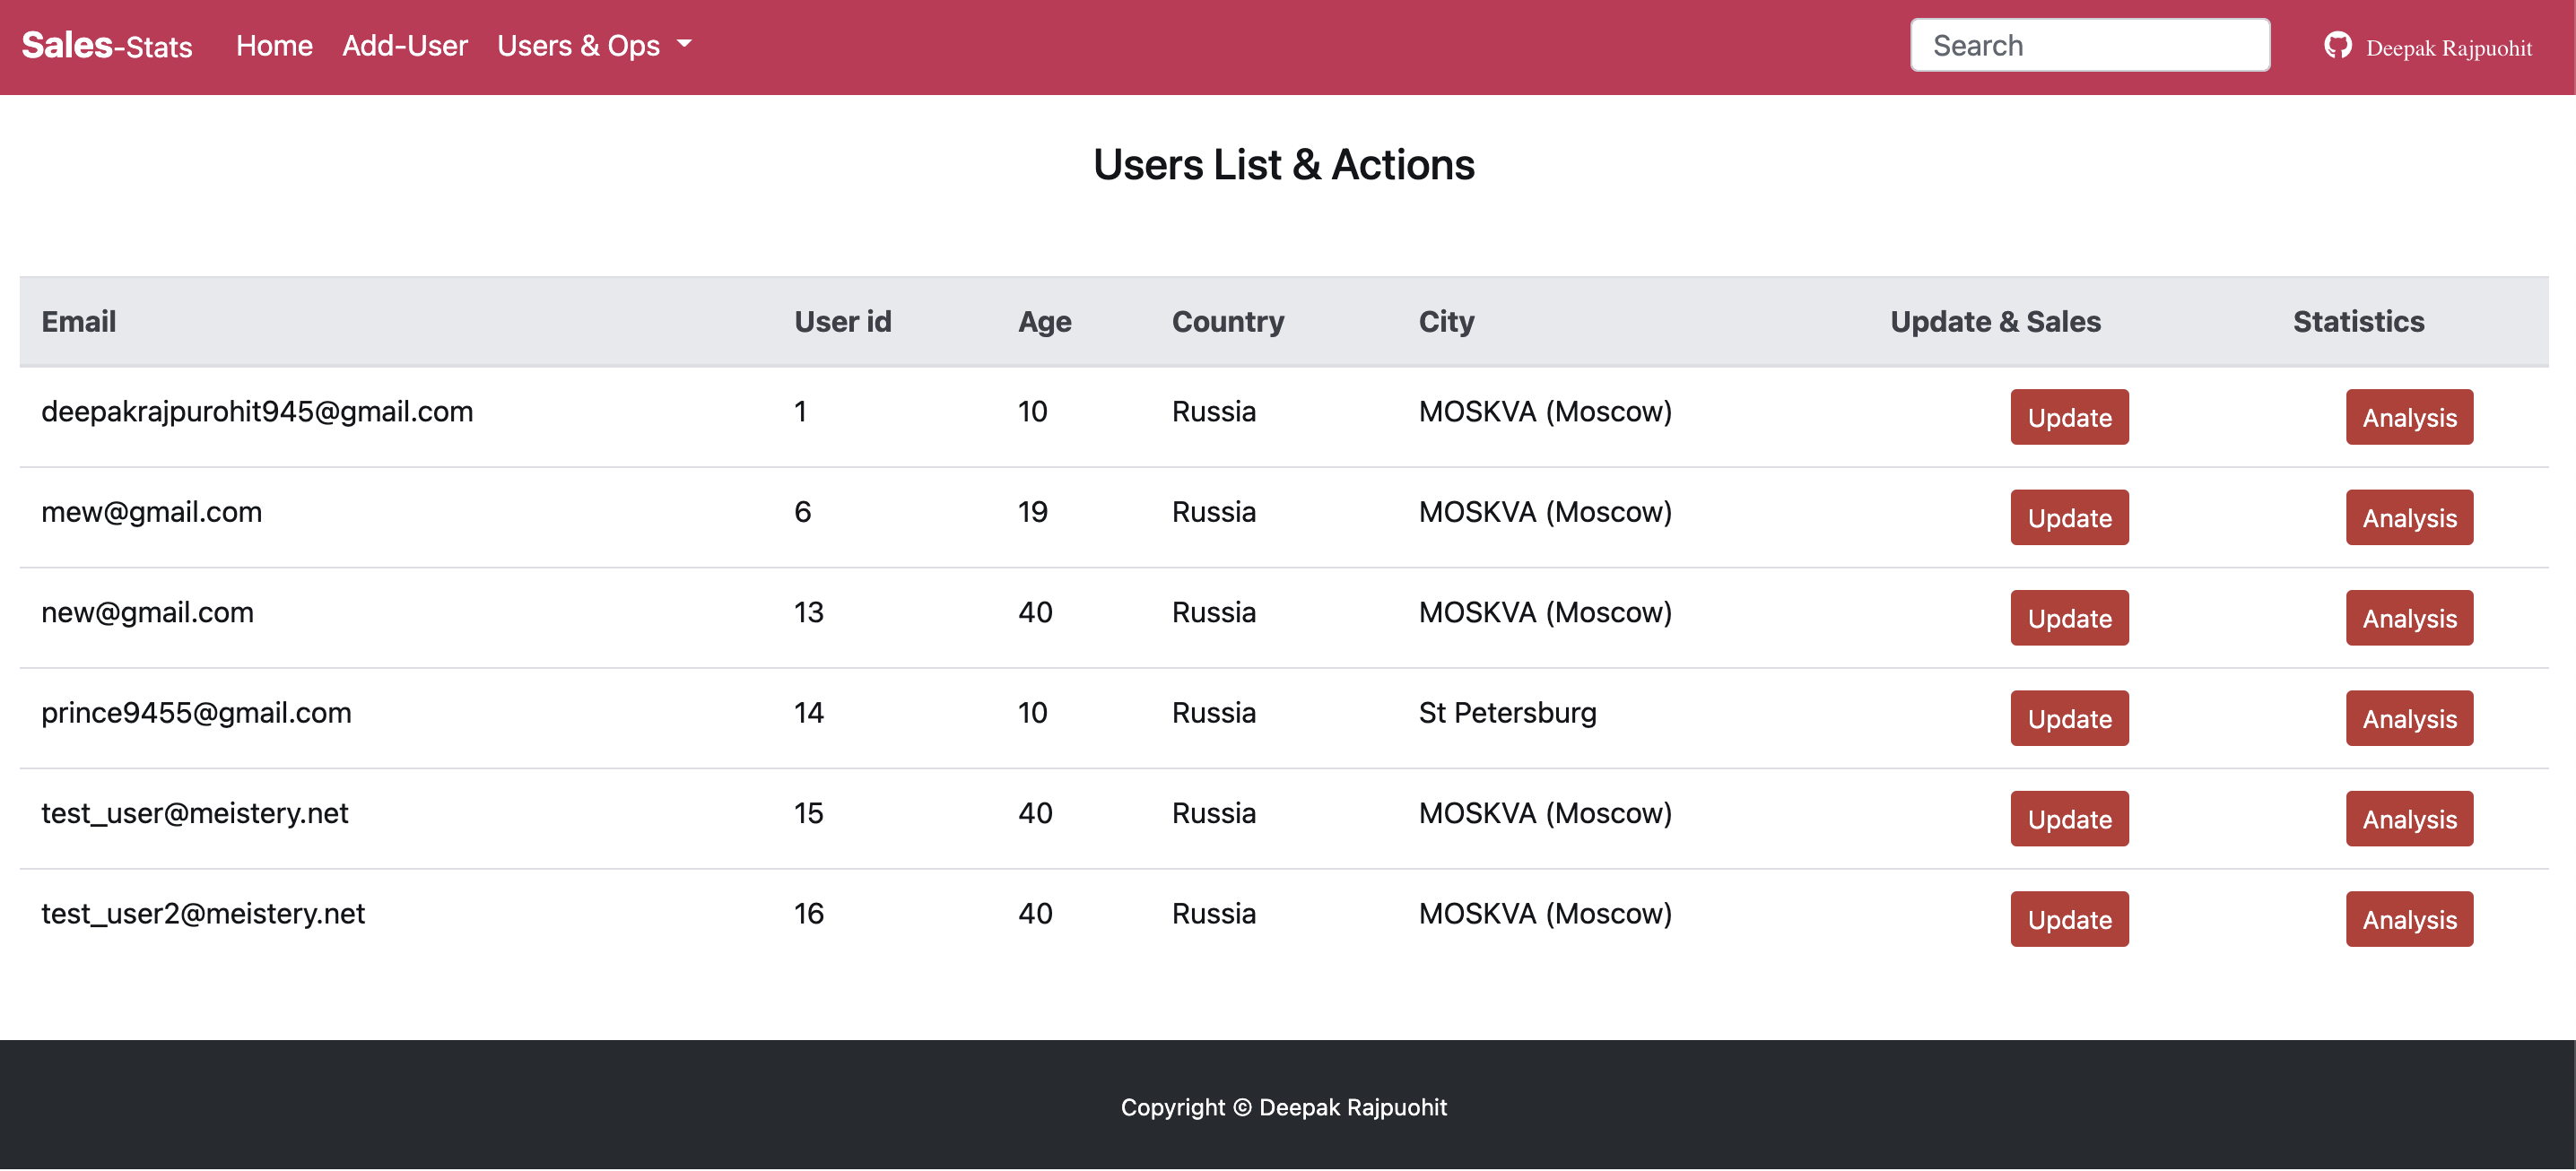 Sales-Stats Home Add-User Users & Ops Search Deepak Rajpuohit
Users List & Actions
Email User id Age Country City Update & Sales Statistics
deepakrajpurohit945@gmail.com 1 10 Russia MOSKVA (Moscow) Update Analysis
mew@gmail.com 6 19 Russia MOSKVA (Moscow) Update Analysis
new@gmail.com 13 40 Russia MOSKVA (Moscow) Update Analysis
prince9455@gmail.com 14 10 Russia St Petersburg Update Analysis
test_user@meistery.net 15 40 Russia MOSKVA (Moscow) Update Analysis
test_user2@meistery.net 16 40 Russia MOSKVA (Moscow) Update Analysis
Copyright © Deepak Rajpuohit